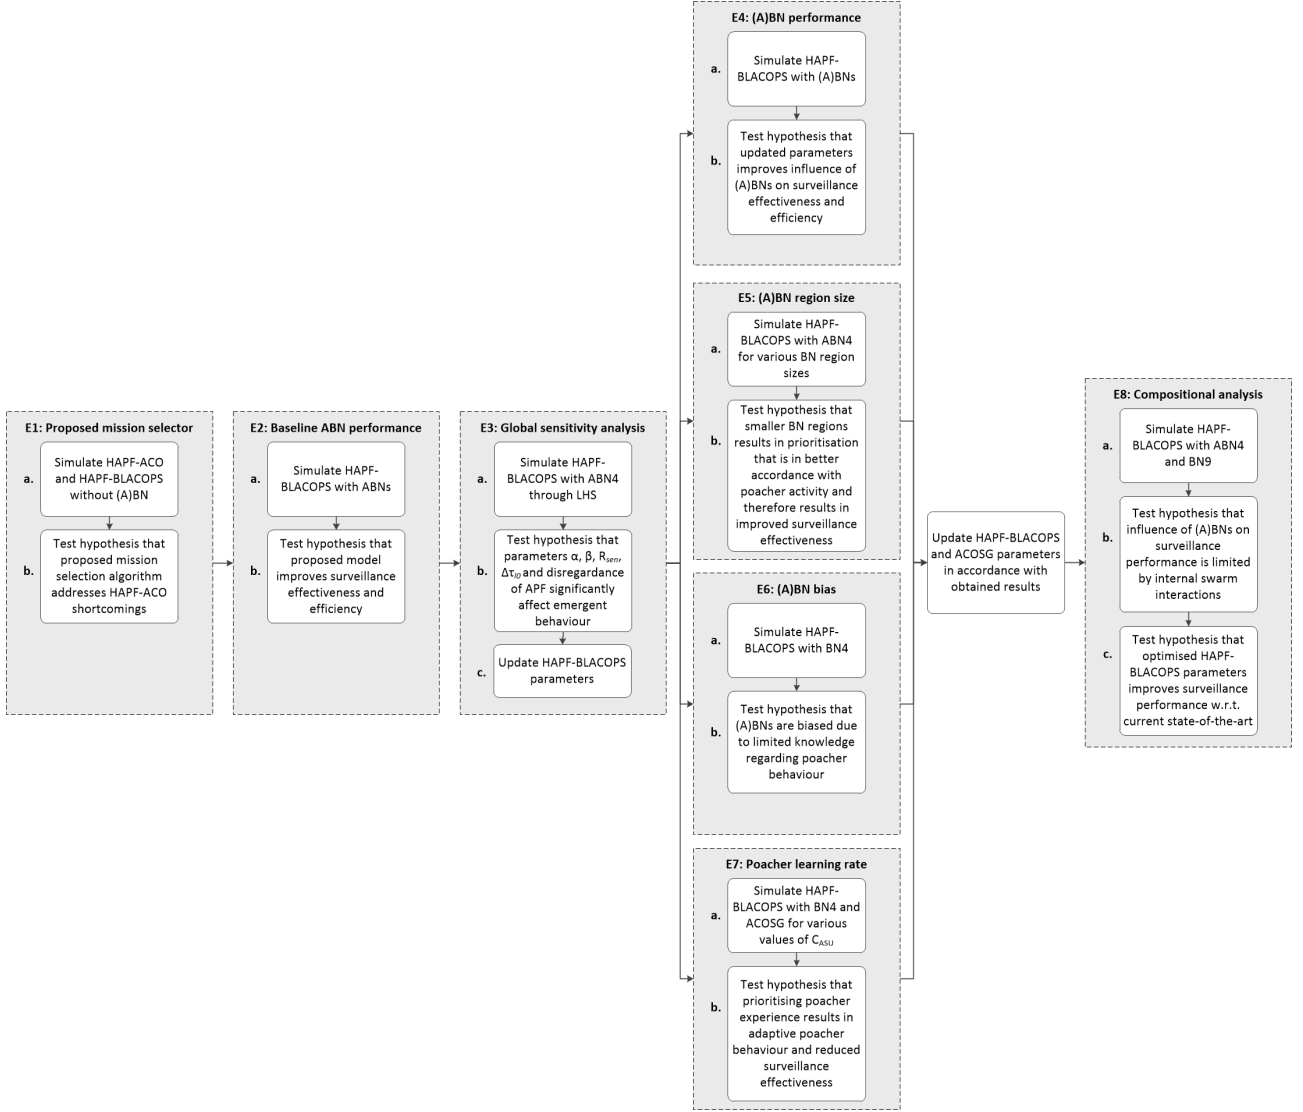 E1: Proposed mission selector
a.
Simulate HAPF-ACO
and HAPF-BLACOPS
without (A)BN
b.
Test hypothesis that
proposed mission
selection algorithm
addresses HAPF-ACO
shortcomings
E2: Baseline ABN performance
a.
Simulate HAPF-
BLACOPS with ABNs
b.
Test hypothesis that
proposed model
improves surveillance
effectiveness and
efficiency
E3: Global sensitivity analysis
a.
Simulate HAPF-
BLACOPS with ABN4
through LHS
b.
Test hypothesis that
parameters α, β, Rsen,
Δτl0 and disregardance
of APF significantly
affect emergent
behaviour
c.
Update HAPF-BLACOPS
parameters
E4: (A)BN performance
a.
Simulate HAPF-
BLACOPS with (A)BNs
b.
Test hypothesis that
updated parameters
improves influence of
(A)BNs on surveillance
effectiveness and
efficiency
E5: (A)BN region size
a.
Simulate HAPF-
BLACOPS with ABN4
for various BN region
sizes
b.
Test hypothesis that
smaller BN regions
results in prioritisation
that is in better
accordance with
poacher activity and
therefore results in
improved surveillance
effectiveness
E6: (A)BN bias
a.
Simulate HAPF-
BLACOPS with BN4
b.
Test hypothesis that
(A)BNs are biased due
to limited knowledge
regarding poacher
behaviour
E7: Poacher learning rate
a.
Simulate HAPF-
BLACOPS with BN4 and
ACOSG for various
values of CASU
b.
Test hypothesis that
prioritising poacher
experience results in
adaptive poacher
behaviour and reduced
surveillance
effectiveness
Update HAPF-BLACOPS
and ACOSG parameters
in accordance with
obtained results
E8: Compositional analysis
a.
Simulate HAPF-
BLACOPS with ABN4
and BN9
b.
Test hypothesis that
influence of (A)BNs on
surveillance
performance is limited
by internal swarm
interactions
c.
Test hypothesis that
optimised HAPF-
BLACOPS parameters
improves surveillance
performance w.r.t.
current state-of-the-art